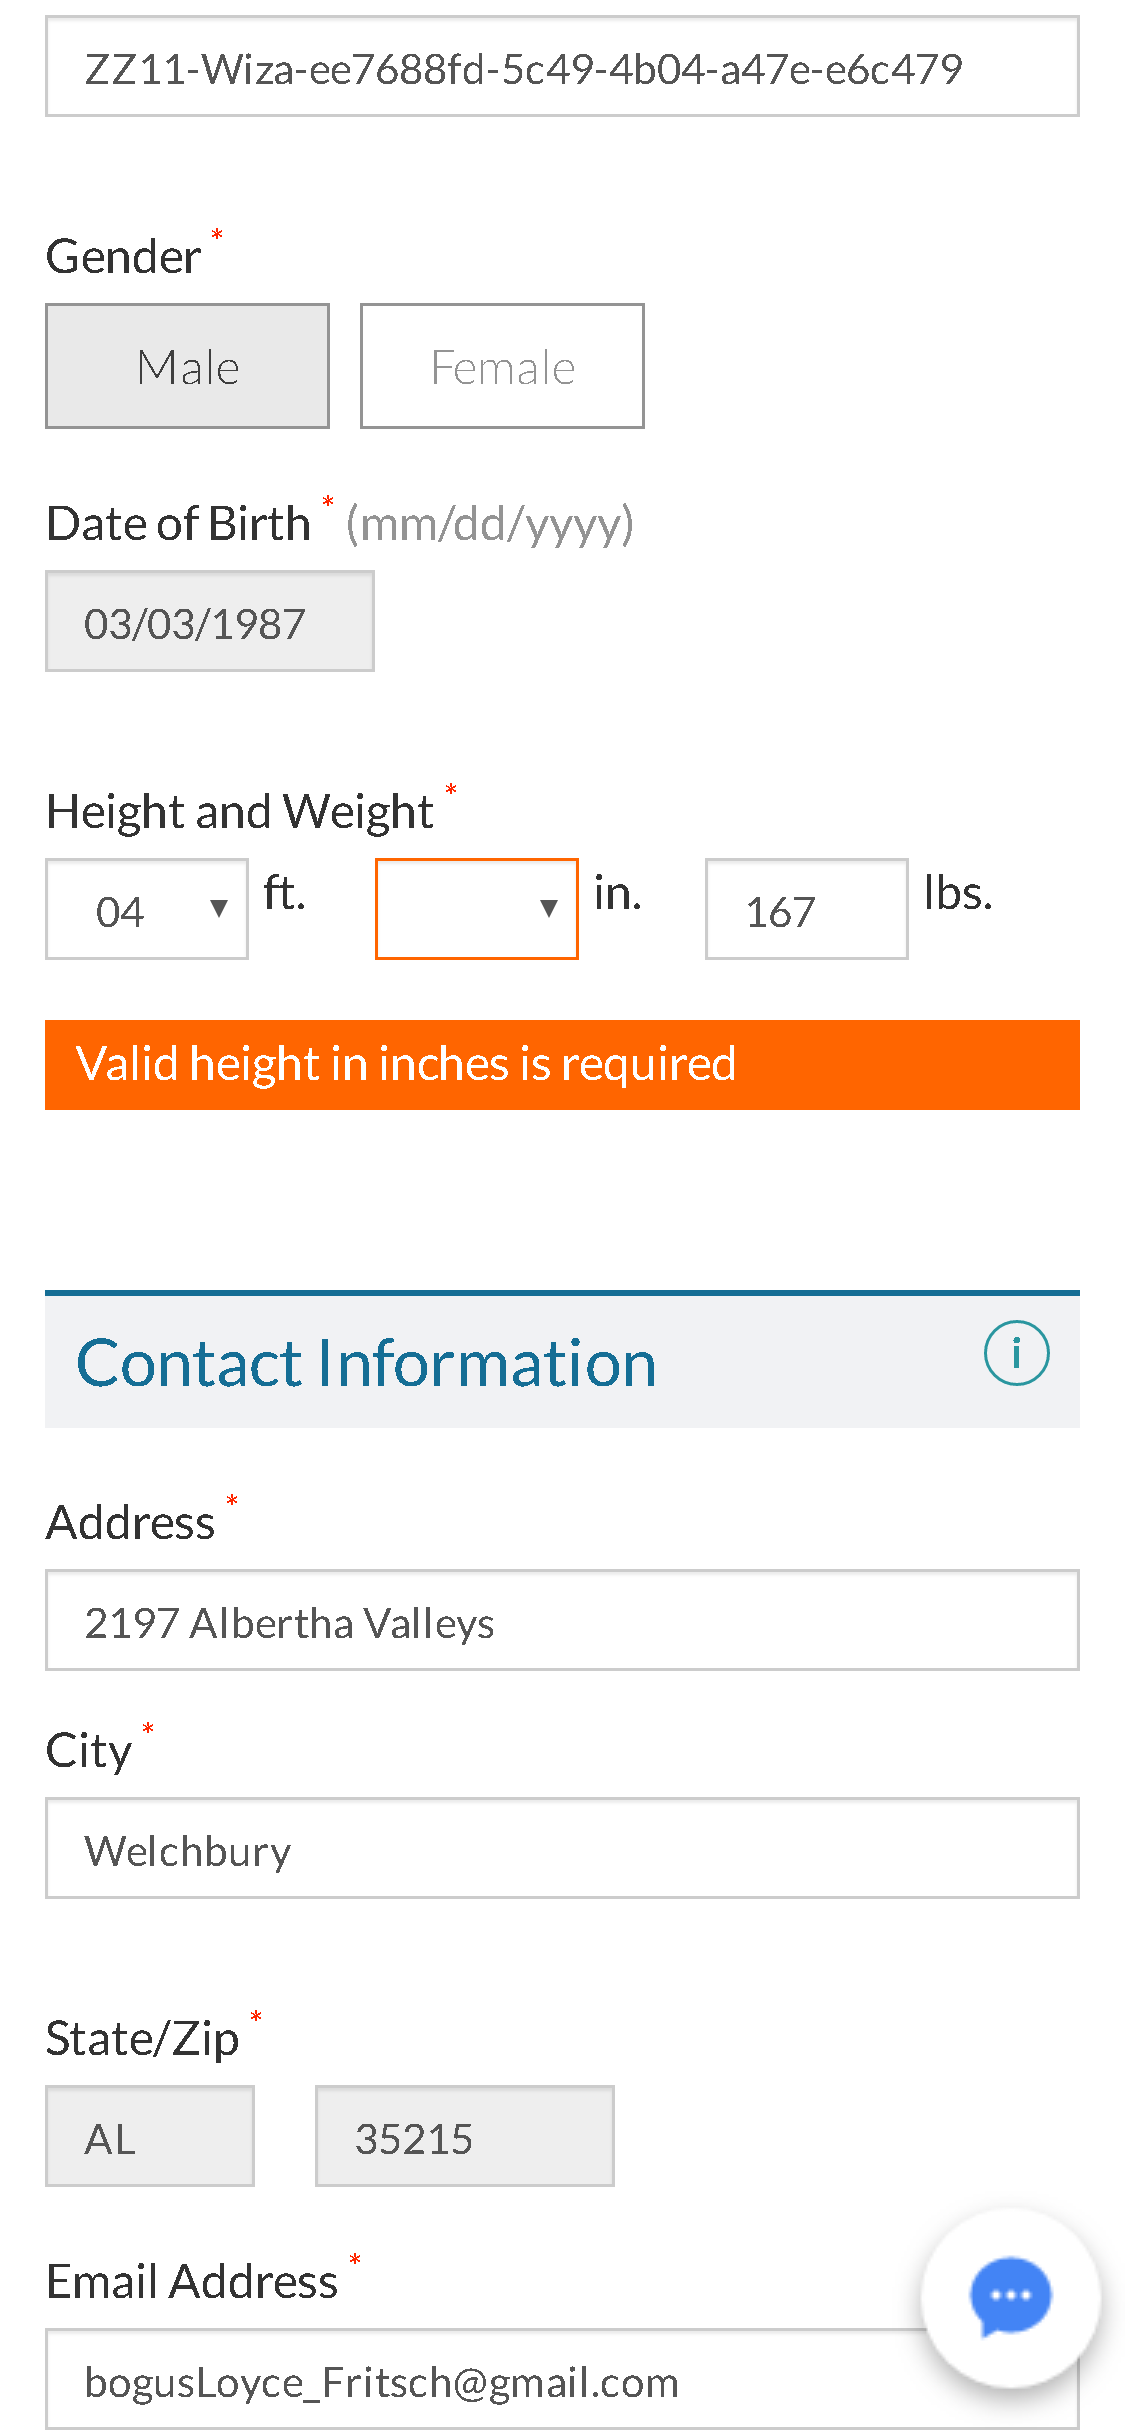 ZZ11-Wiza-ee7688fd-5c49-4b04-a47e-e6c479
Gender *
Male Female
Date of Birth * (mm/dd/yyyy)
03/03/1987
Height and Weight *
04 ▼ ft. ▼ in. 167 lbs.
Valid height in inches is required
Contact Information i
Address *
2197 Albertha Valleys
City *
Welchbury
State/Zip *
AL 35215
Email Address *
bogusLoyce_Fritsch@gmail.com